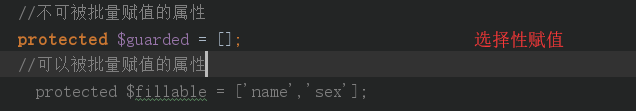 //不可被批量赋值的属性
protected $guarded = []; 选择性赋值
//可以被批量赋值的属性
protected $fillable = ['name','sex'];